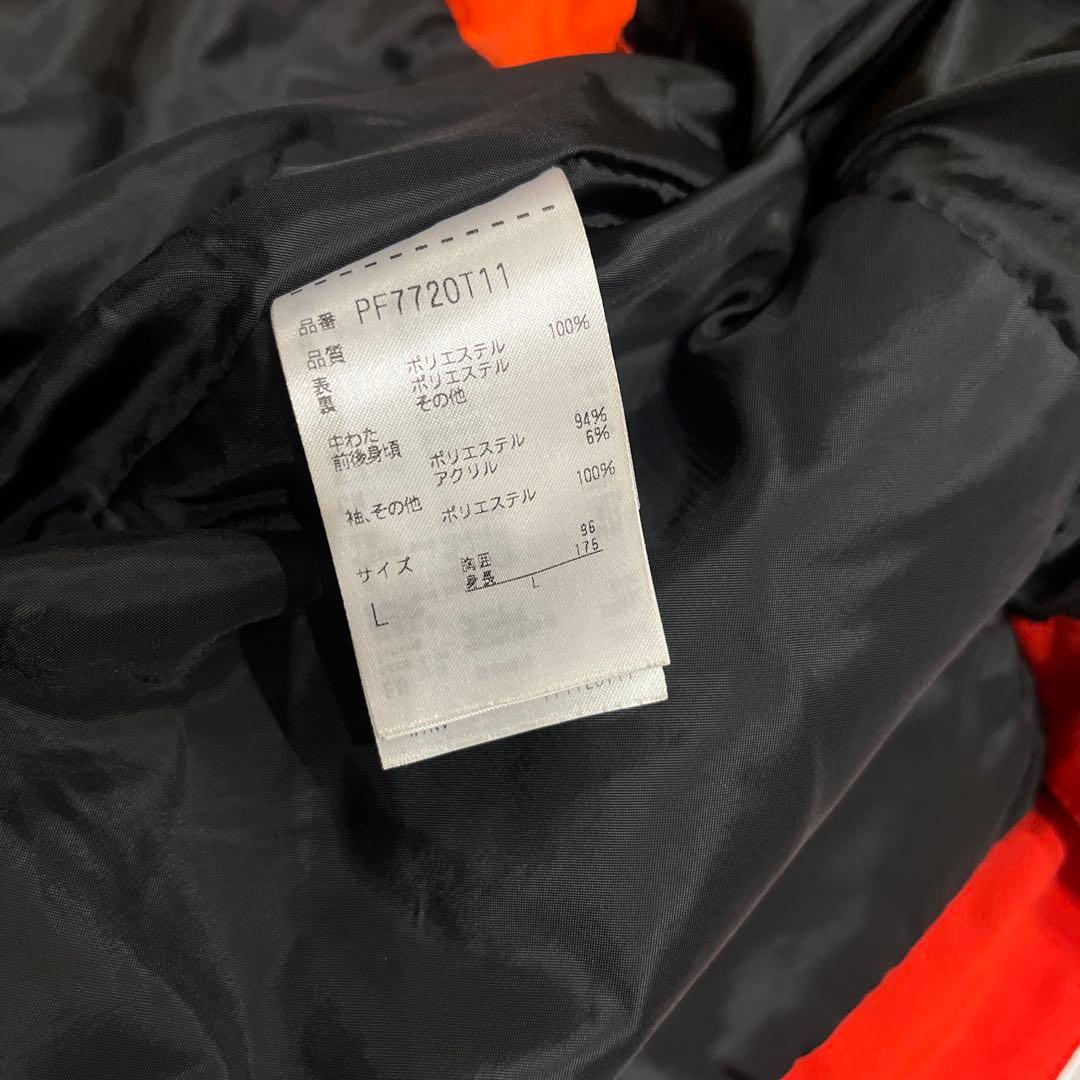 品番 PF7720T11
品質
表 ポリエステル 100%
裏 ポリエステル
その他
中わた
前後身頃 ポリエステル 94%
アクリル 6%
袖、その他 ポリエステル 100%
サイズ 胸囲 96
身長 175
L
L